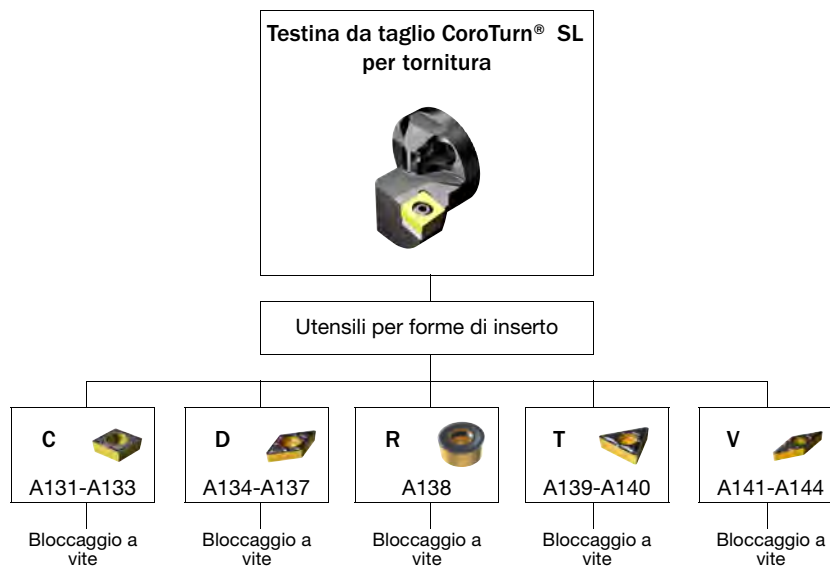 Testina da taglio CoroTurn® SL
per tornitura
Utensili per forme di inserto
C
A131-A133
D
A134-A137
R
A138
T
A139-A140
V
A141-A144
Bloccaggio a
vite
Bloccaggio a
vite
Bloccaggio a
vite
Bloccaggio a
vite
Bloccaggio a
vite